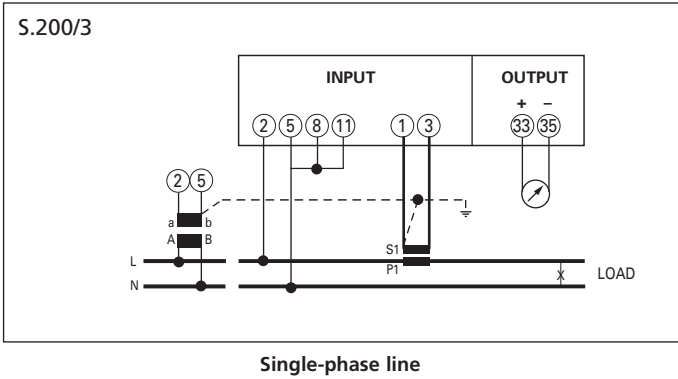 S.200/3
INPUT
OUTPUT
+ −
2 5 8 11 1 3 33 35
2 5
a b
A B
S1
L
P1
N
X
LOAD
Single-phase line